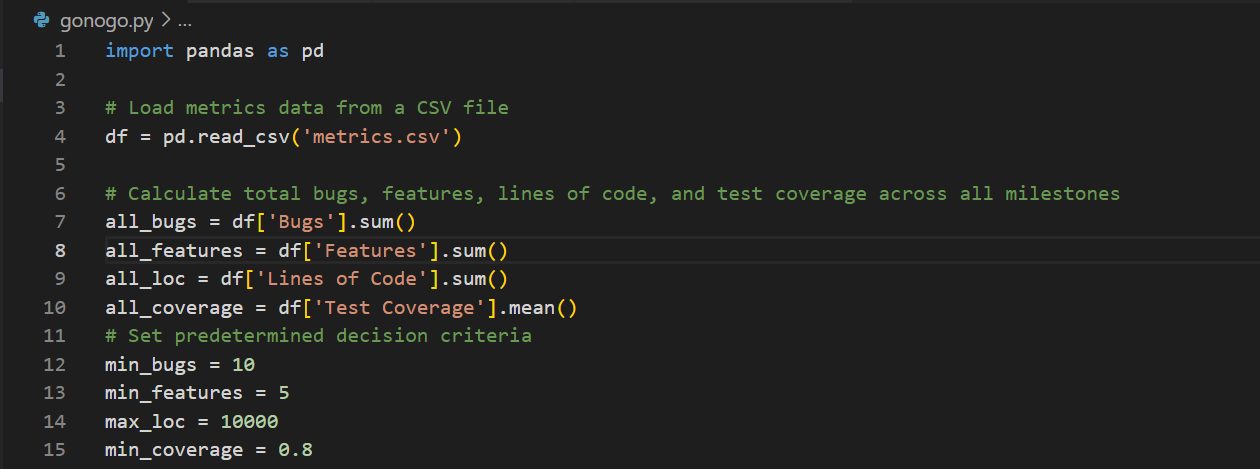 gonogo.py > ...
1 import pandas as pd
2
3 # Load metrics data from a CSV file
4 df = pd.read_csv('metrics.csv')
5
6 # Calculate total bugs, features, lines of code, and test coverage across all milestones
7 all_bugs = df['Bugs'].sum()
8 all_features = df['Features'].sum()
9 all_loc = df['Lines of Code'].sum()
10 all_coverage = df['Test Coverage'].mean()
11 # Set predetermined decision criteria
12 min_bugs = 10
13 min_features = 5
14 max_loc = 10000
15 min_coverage = 0.8